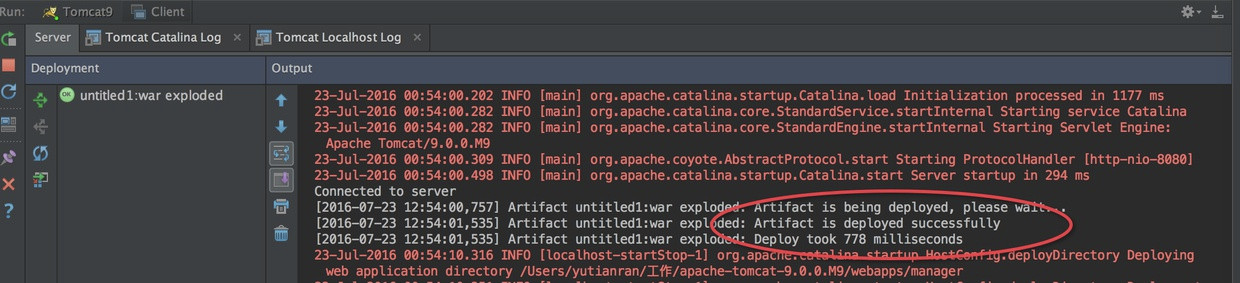 Run: Tomcat9 Client
Server Tomcat Catalina Log × Tomcat Localhost Log ×
Deployment Output
OK untitled1:war exploded
23-Jul-2016 00:54:00.202 INFO [main] org.apache.catalina.startup.Catalina.load Initialization processed in 1177 ms
23-Jul-2016 00:54:00.282 INFO [main] org.apache.catalina.core.StandardService.startInternal Starting service Catalina
23-Jul-2016 00:54:00.282 INFO [main] org.apache.catalina.core.StandardEngine.startInternal Starting Servlet Engine:
Apache Tomcat/9.0.0.M9
23-Jul-2016 00:54:00.309 INFO [main] org.apache.coyote.AbstractProtocol.start Starting ProtocolHandler [http-nio-8080]
23-Jul-2016 00:54:00.498 INFO [main] org.apache.catalina.startup.Catalina.start Server startup in 294 ms
Connected to server
[2016-07-23 12:54:00,757] Artifact untitled1:war exploded: Artifact is being deployed, please wait...
[2016-07-23 12:54:01,535] Artifact untitled1:war exploded: Artifact is deployed successfully
[2016-07-23 12:54:01,535] Artifact untitled1:war exploded: Deploy took 778 milliseconds
23-Jul-2016 00:54:10.316 INFO [localhost-startStop-1] org.apache.catalina.startup.HostConfig.deployDirectory Deploying
web application directory /Users/yutianran/工作/apache-tomcat-9.0.0.M9/webapps/manager